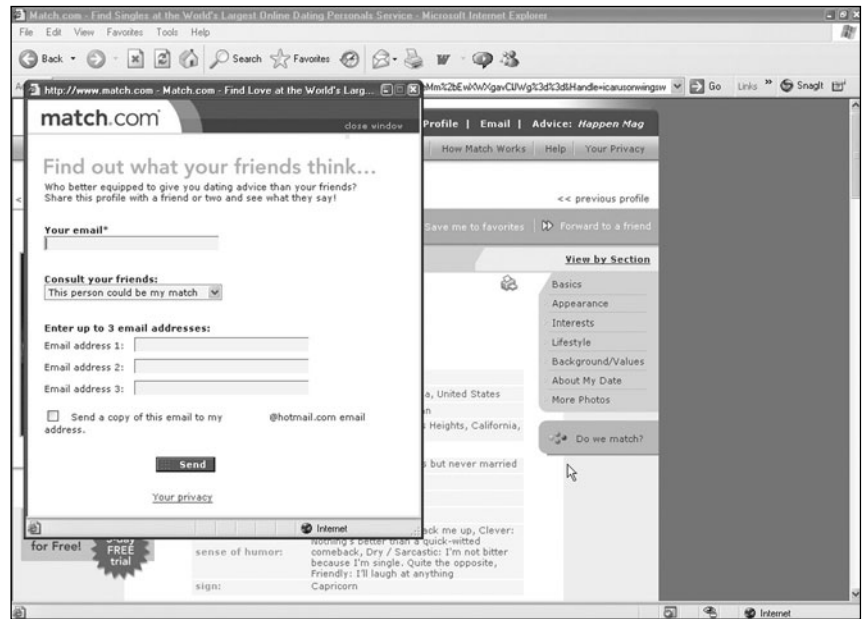 Match.com - Find Singles at the World's Largest Online Dating Personals Service - Microsoft Internet Explorer
File Edit View Favorites Tools Help
Back Search Favorites
http://www.match.com - Match.com - Find Love at the World's Larg...
Go Links » SnagIt
match.com
close window
Profile | Email | Advice: Happen Mag
How Match Works Help Your Privacy
Find out what your friends think...
Who better equipped to give you dating advice than your friends?
Share this profile with a friend or two and see what they say!
<< previous profile
Save me to favorites Forward to a friend
Your email*
View by Section
Consult your friends:
This person could be my match
Basics
Appearance
Interests
Lifestyle
Background/Values
About My Date
More Photos
Do we match?
Enter up to 3 email addresses:
Email address 1:
Email address 2:
Email address 3:
Send a copy of this email to my @hotmail.com email
address.
Send
Your privacy
Internet
a, United States
Heights, California,
s but never married
ck me up, Clever:
Nothing's better than a quick-witted
sense of humor: comeback, Dry / Sarcastic: I'm not bitter
because I'm single. Quite the opposite,
Friendly: I'll laugh at anything
sign: Capricorn
for Free!
FREE
trial
Internet